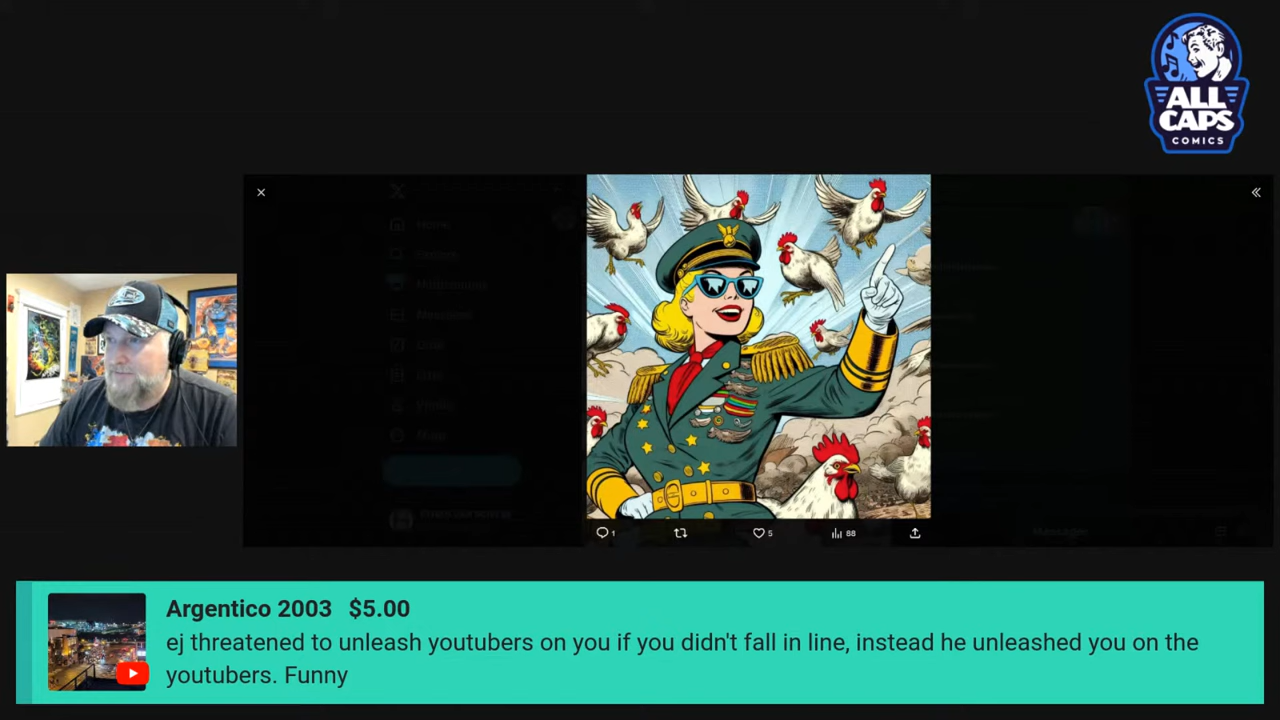 ALL
CAPS
COMICS
Home
1
5
88
Argentico 2003 $5.00
ej threatened to unleash youtubers on you if you didn't fall in line, instead he unleashed you on the
youtubers. Funny